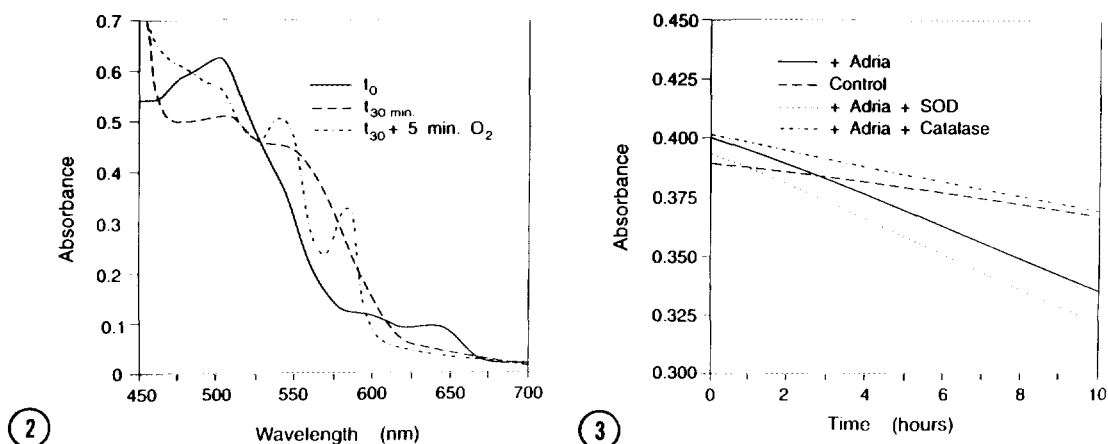 0.7
0.6
0.5
0.4
0.3
0.2
0.1
0
Absorbance
t0
t30 min.
t30 + 5 min. O2
450
500
550
600
650
700
Wavelength (nm)
2
0.450
0.425
0.400
0.375
0.350
0.325
0.300
Absorbance
+ Adria
Control
+ Adria + SOD
+ Adria + Catalase
0
2
4
6
8
10
Time (hours)
3